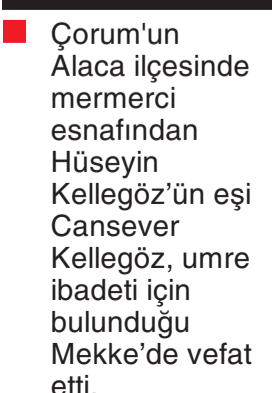 Çorum'un
Alaca ilçesinde
mermerci
esnafından
Hüseyin
Kellegöz’ün eşi
Cansever
Kellegöz, umre
ibadeti için
bulunduğu
Mekke’de vefat
etti.